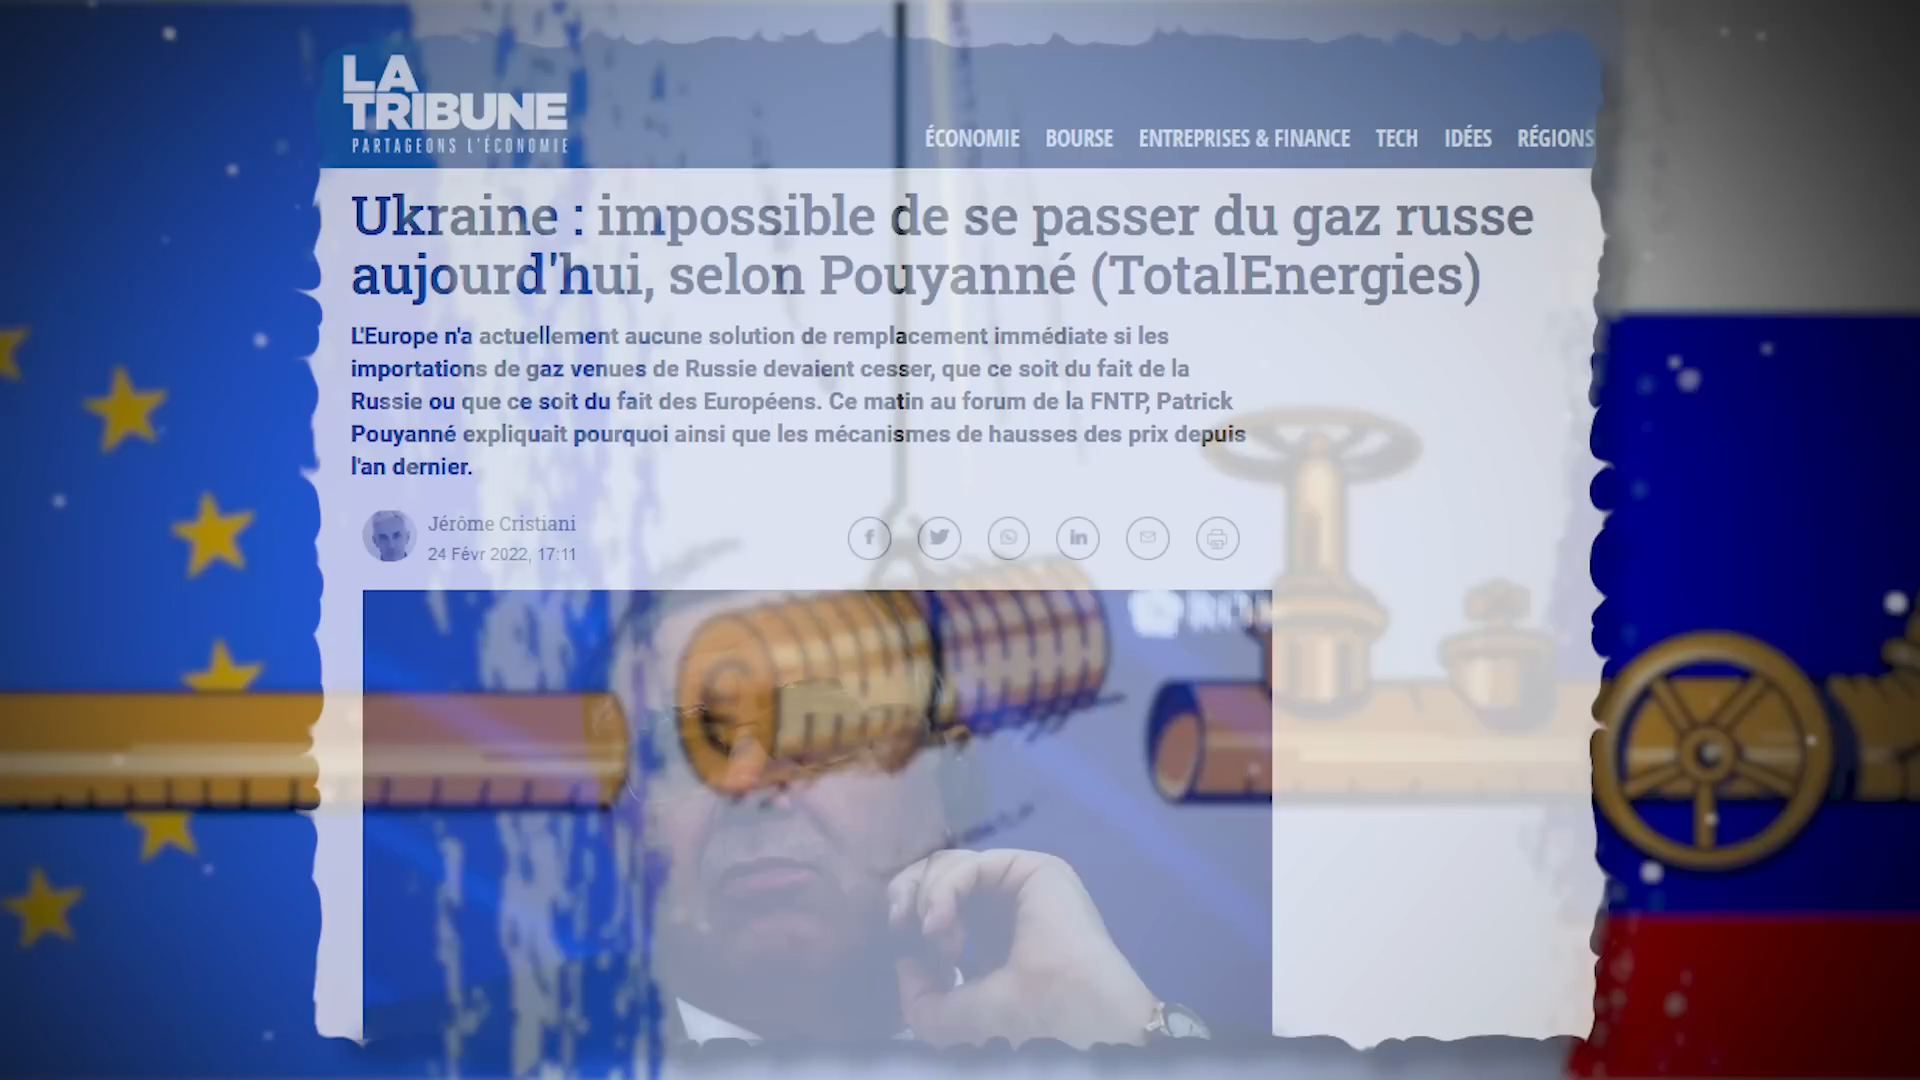 LA
TRIBUNE
PARTAGEONS L'ÉCONOMIE
ÉCONOMIE BOURSE ENTREPRISES & FINANCE TECH IDÉES RÉGIONS
Ukraine : impossible de se passer du gaz russe
aujourd'hui, selon Pouyanné (TotalEnergies)
L'Europe n'a actuellement aucune solution de remplacement immédiate si les
importations de gaz venues de Russie devaient cesser, que ce soit du fait de la
Russie ou que ce soit du fait des Européens. Ce matin au forum de la FNTP, Patrick
Pouyanné expliquait pourquoi ainsi que les mécanismes de hausses des prix depuis
l'an dernier.
Jérôme Cristiani
24 Févr 2022, 17:11